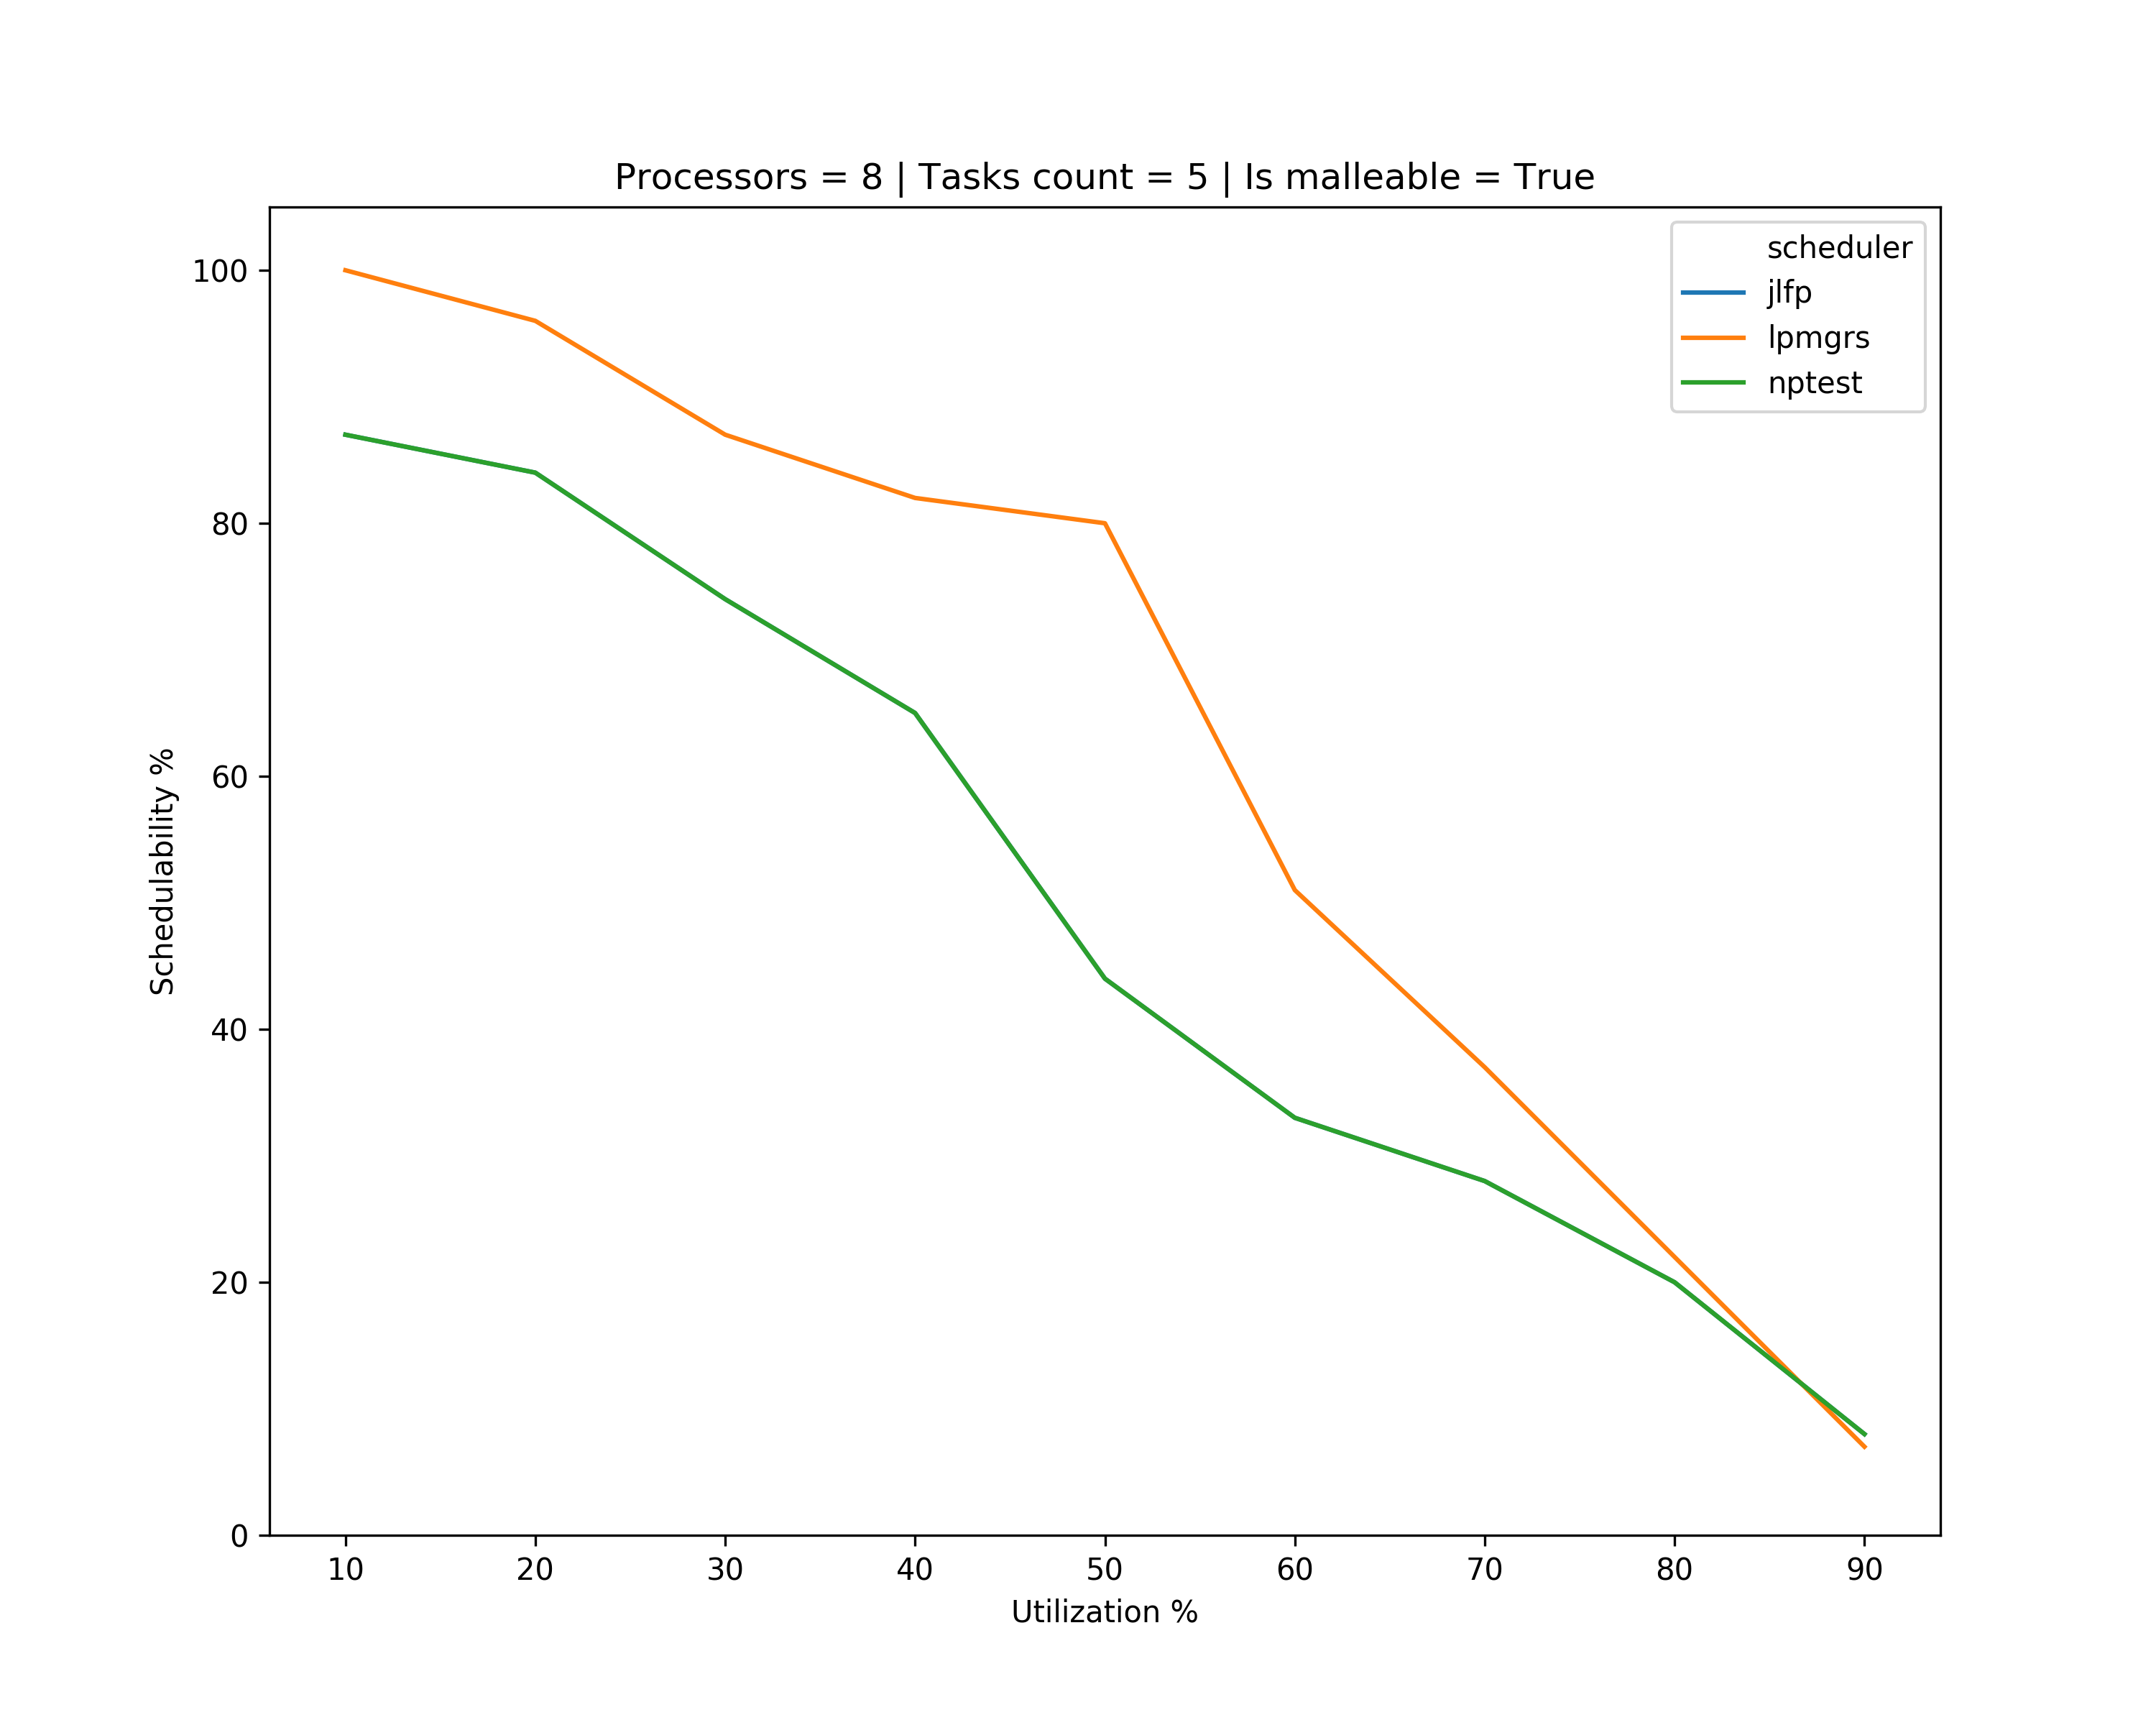 Processors = 8 | Tasks count = 5 | Is malleable = True
scheduler
jlfp
lpmgrs
nptest
Schedulability %
100
80
60
40
20
0
10 20 30 40 50 60 70 80 90
Utilization %